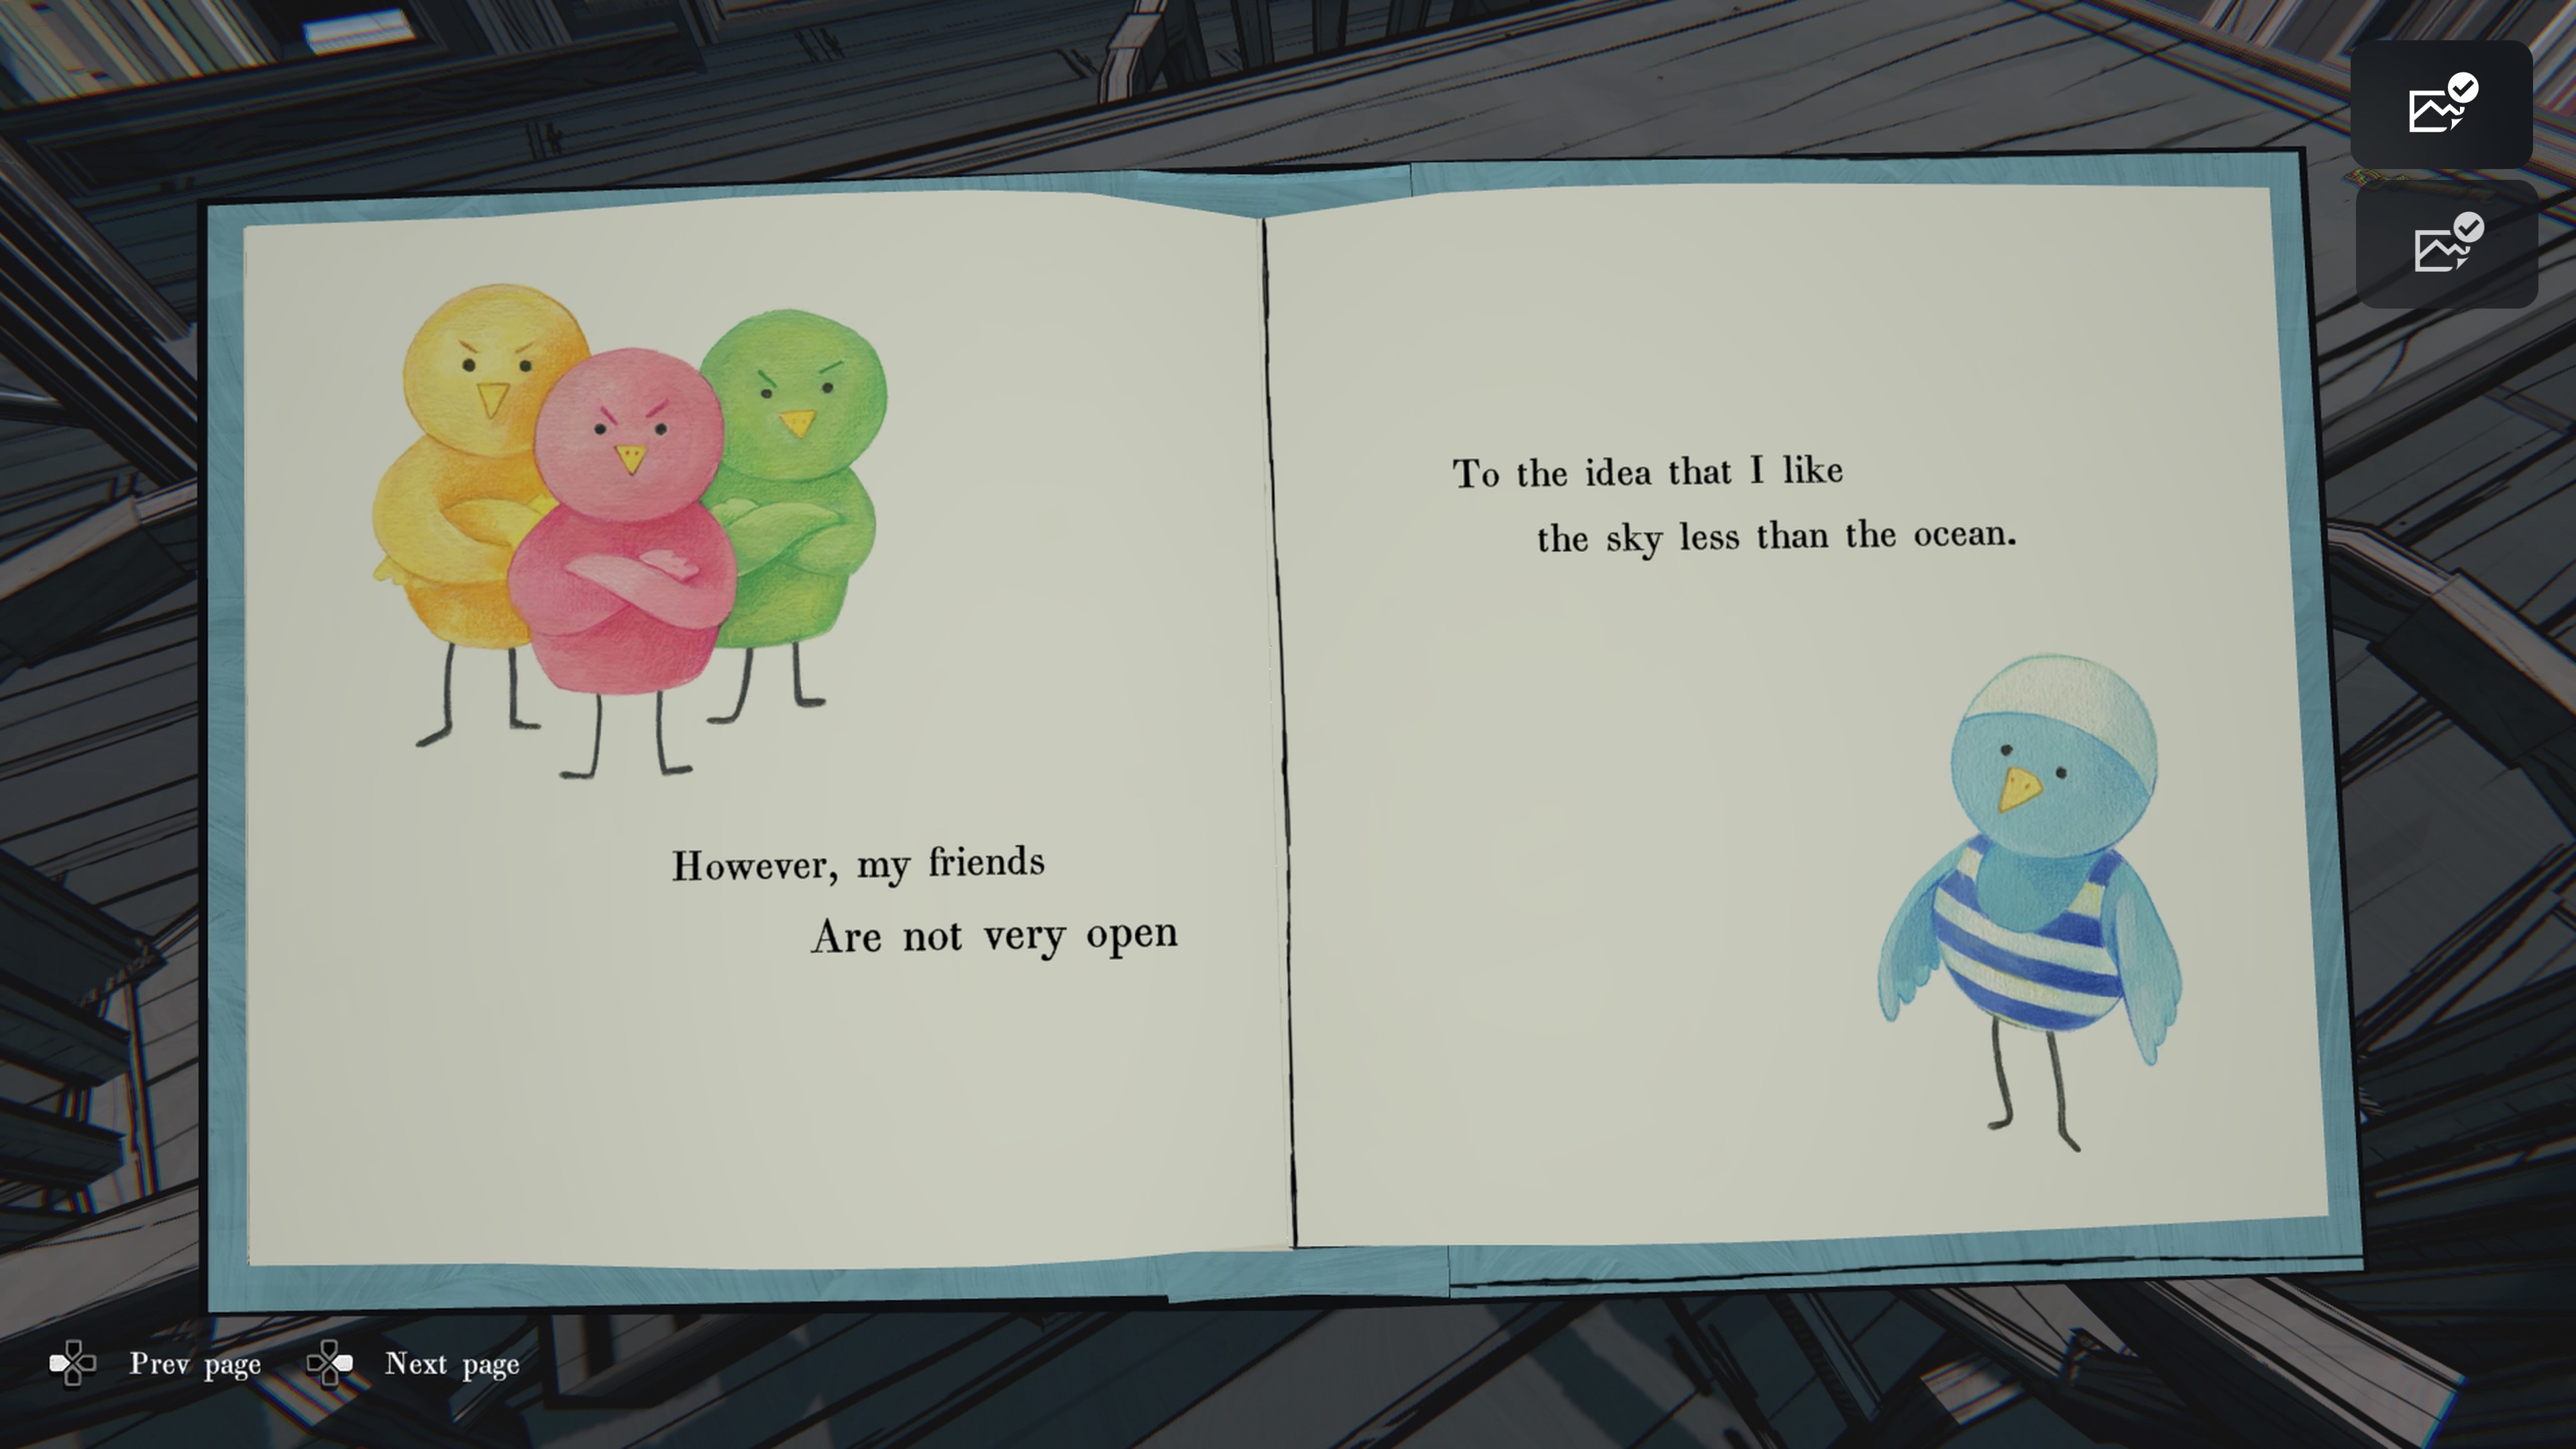 However, my friends
Are not very open
To the idea that I like
the sky less than the ocean.
Prev page
Next page